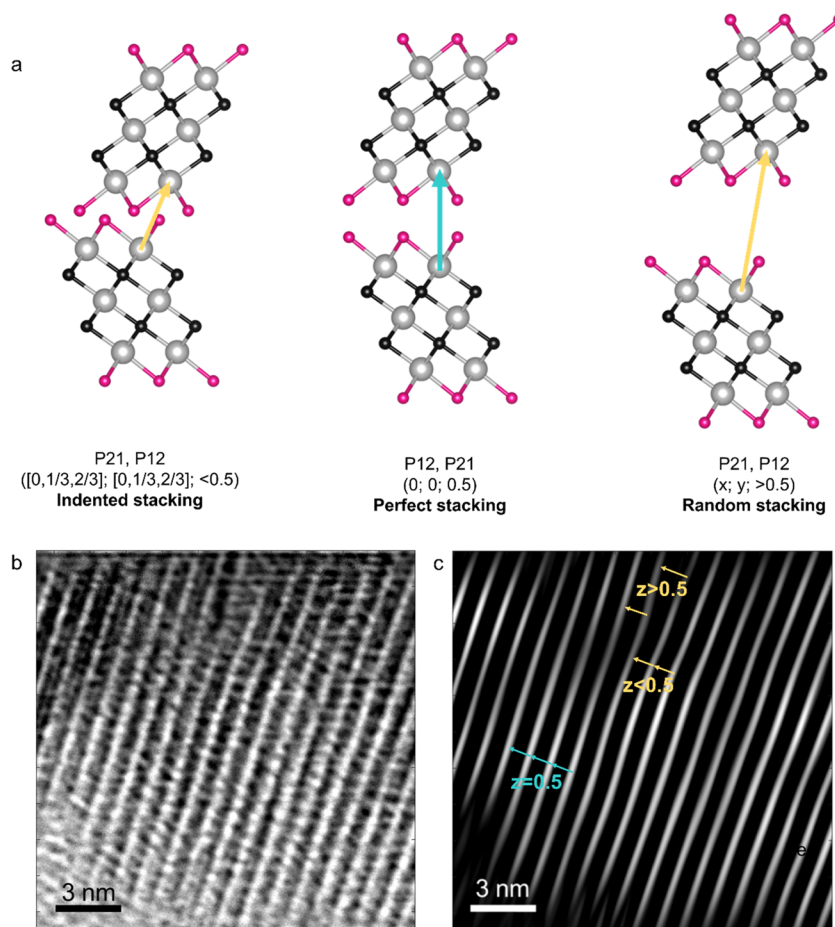 a
P21, P12
([0,1/3,2/3]; [0,1/3,2/3]; <0.5)
Indented stacking
P12, P21
(0; 0; 0.5)
Perfect stacking
P21, P12
(x; y; >0.5)
Random stacking
b
3 nm
c
z>0.5
z<0.5
z=0.5
e
3 nm